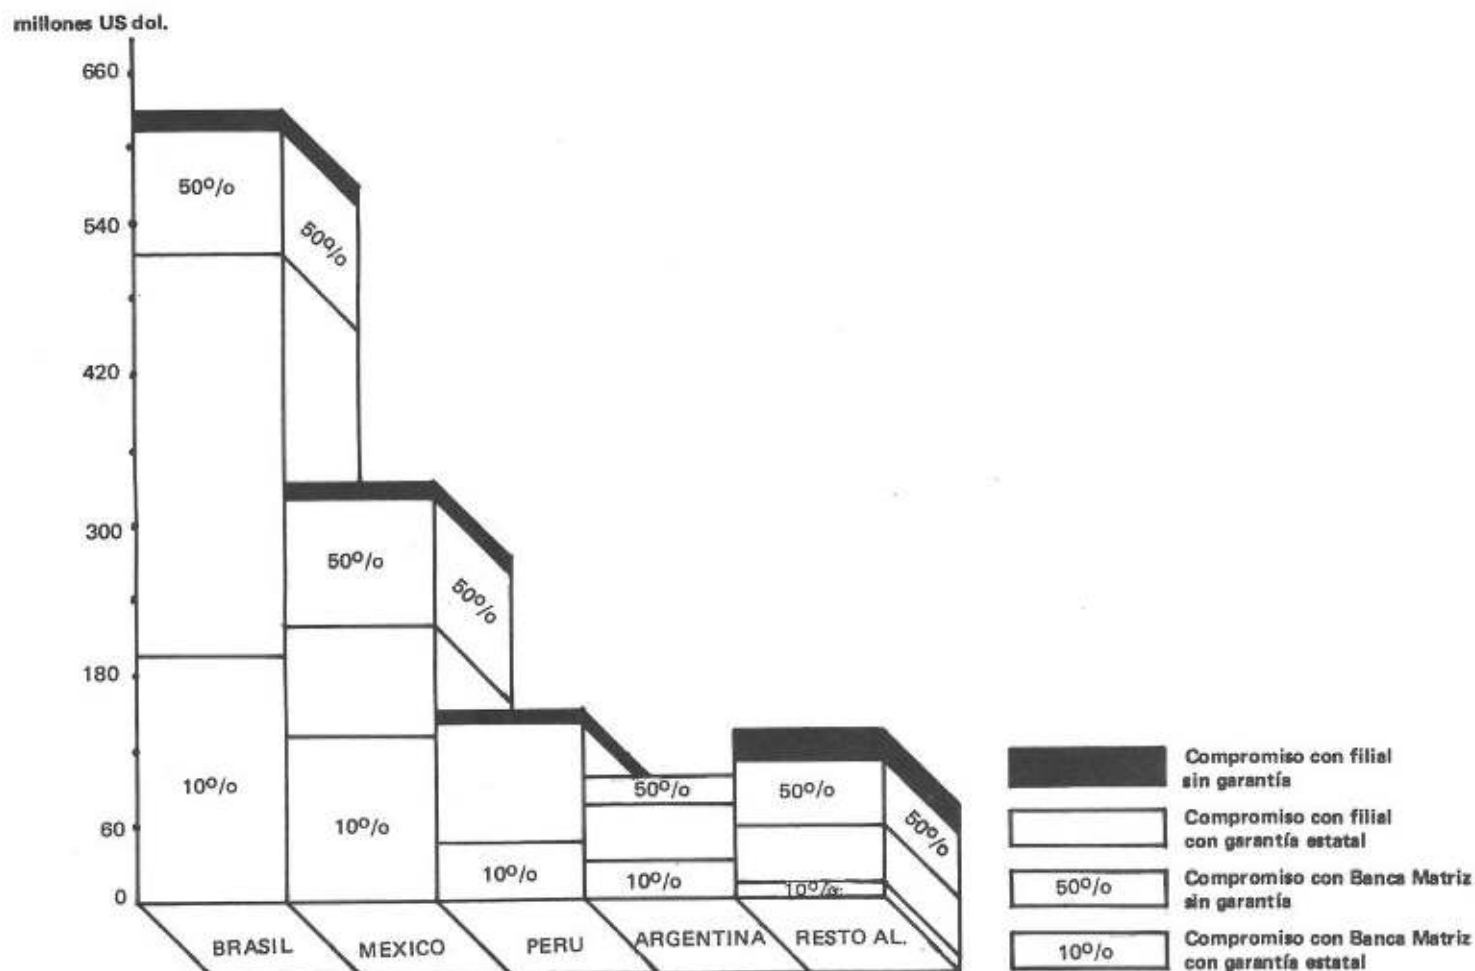 millones US dol.
660
540
420
300
180
60
0
50º/o
50º/o
10º/o
50º/o
50º/o
10º/o
10º/o
50º/o
10º/o
50º/o
50º/o
10º/o
BRASIL
MEXICO
PERU
ARGENTINA
RESTO AL.
Compromiso con filial
sin garantía
Compromiso con filial
con garantía estatal
50º/o
Compromiso con Banca Matriz
sin garantía
10º/o
Compromiso con Banca Matriz
con garantía estatal